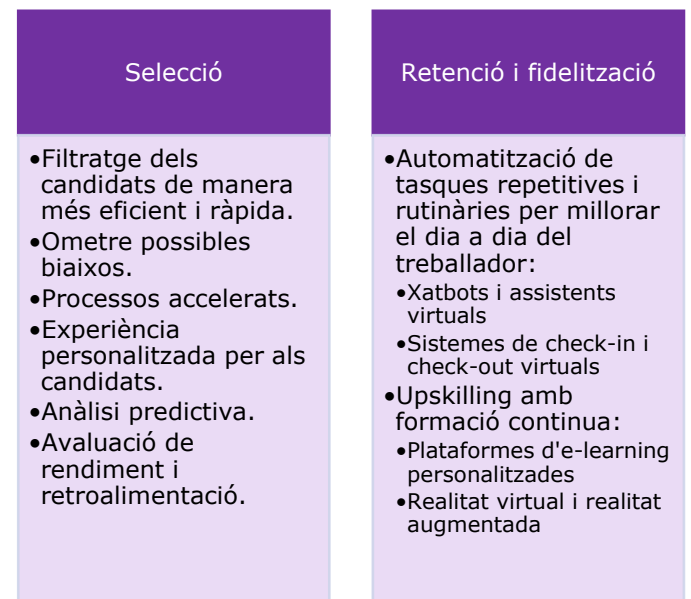 Selecció
•Filtratge dels
candidats de manera
més eficient i ràpida.
•Ometre possibles
biaixos.
•Processos accelerats.
•Experiència
personalitzada per als
candidats.
•Anàlisi predictiva.
•Avaluació de
rendiment i
retroalimentació.
Retenció i fidelització
•Automatització de
tasques repetitives i
rutinàries per millorar
el dia a dia del
treballador:
•Xatbots i assistents
virtuals
•Sistemes de check-in i
check-out virtuals
•Upskilling amb
formació continua:
•Plataformes d'e-learning
personalitzades
•Realitat virtual i realitat
augmentada